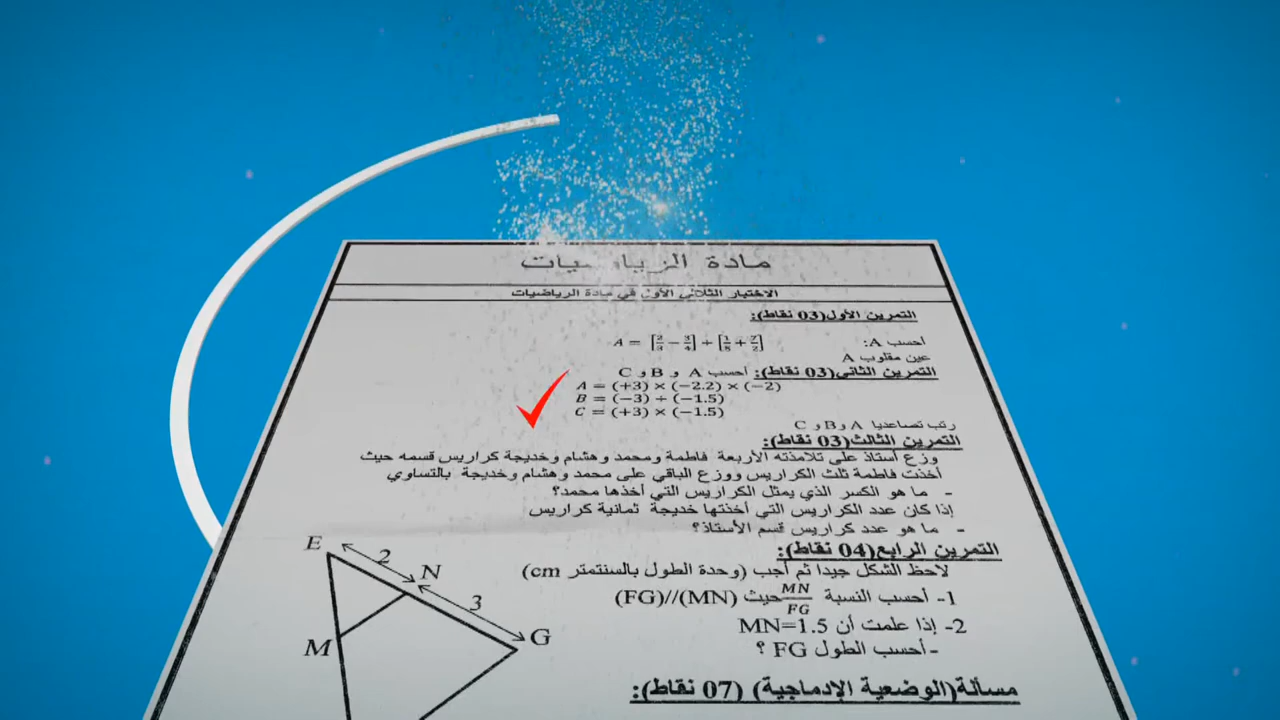 مادة الرياضيات
الاختبار الثلاثي الأول في مادة الرياضيات
التمرين الأول(03 نقاط):
أحسب A:
عين مقلوب A
التمرين الثاني(03 نقاط): أحسب A و B و C
A = (+3) × (−2.2) × (−2)
B = (−3) ÷ (−1.5)
C = (+3) × (−1.5)
رتب تصاعديا A وB و C
التمرين الثالث(03 نقاط):
وزع أستاذ على تلامذته الأربعة فاطمة ومحمد وهشام وخديجة كراريس قسمه حيث
أخذت فاطمة ثلث الكراريس ووزع الباقي على محمد وهشام وخديجة بالتساوي
- ما هو الكسر الذي يمثل الكراريس التي أخذها محمد؟
إذا كان عدد الكراريس التي أخذتها خديجة ثمانية كراريس
- ما هو عدد كراريس قسم الأستاذ؟
التمرين الرابع(04 نقاط):
لاحظ الشكل جيدا ثم أجب (وحدة الطول بالسنتمتر cm)
1- أحسب النسبة MN/FG حيث (MN)//(FG)
2- إذا علمت أن MN=1.5
-أحسب الطول FG ؟
E
2
N
3
G
M
مسألة(الوضعية الإدماجية) (07 نقاط):